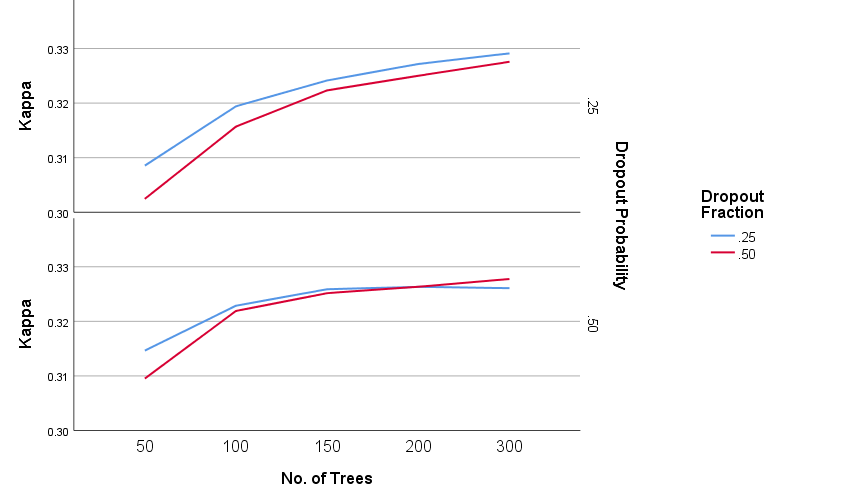 0.33
0.32
0.31
0.30
Kappa
.25
0.33
0.32
0.31
0.30
Kappa
.50
50 100 150 200 300
No. of Trees
Dropout Probability
Dropout
Fraction
.25
.50